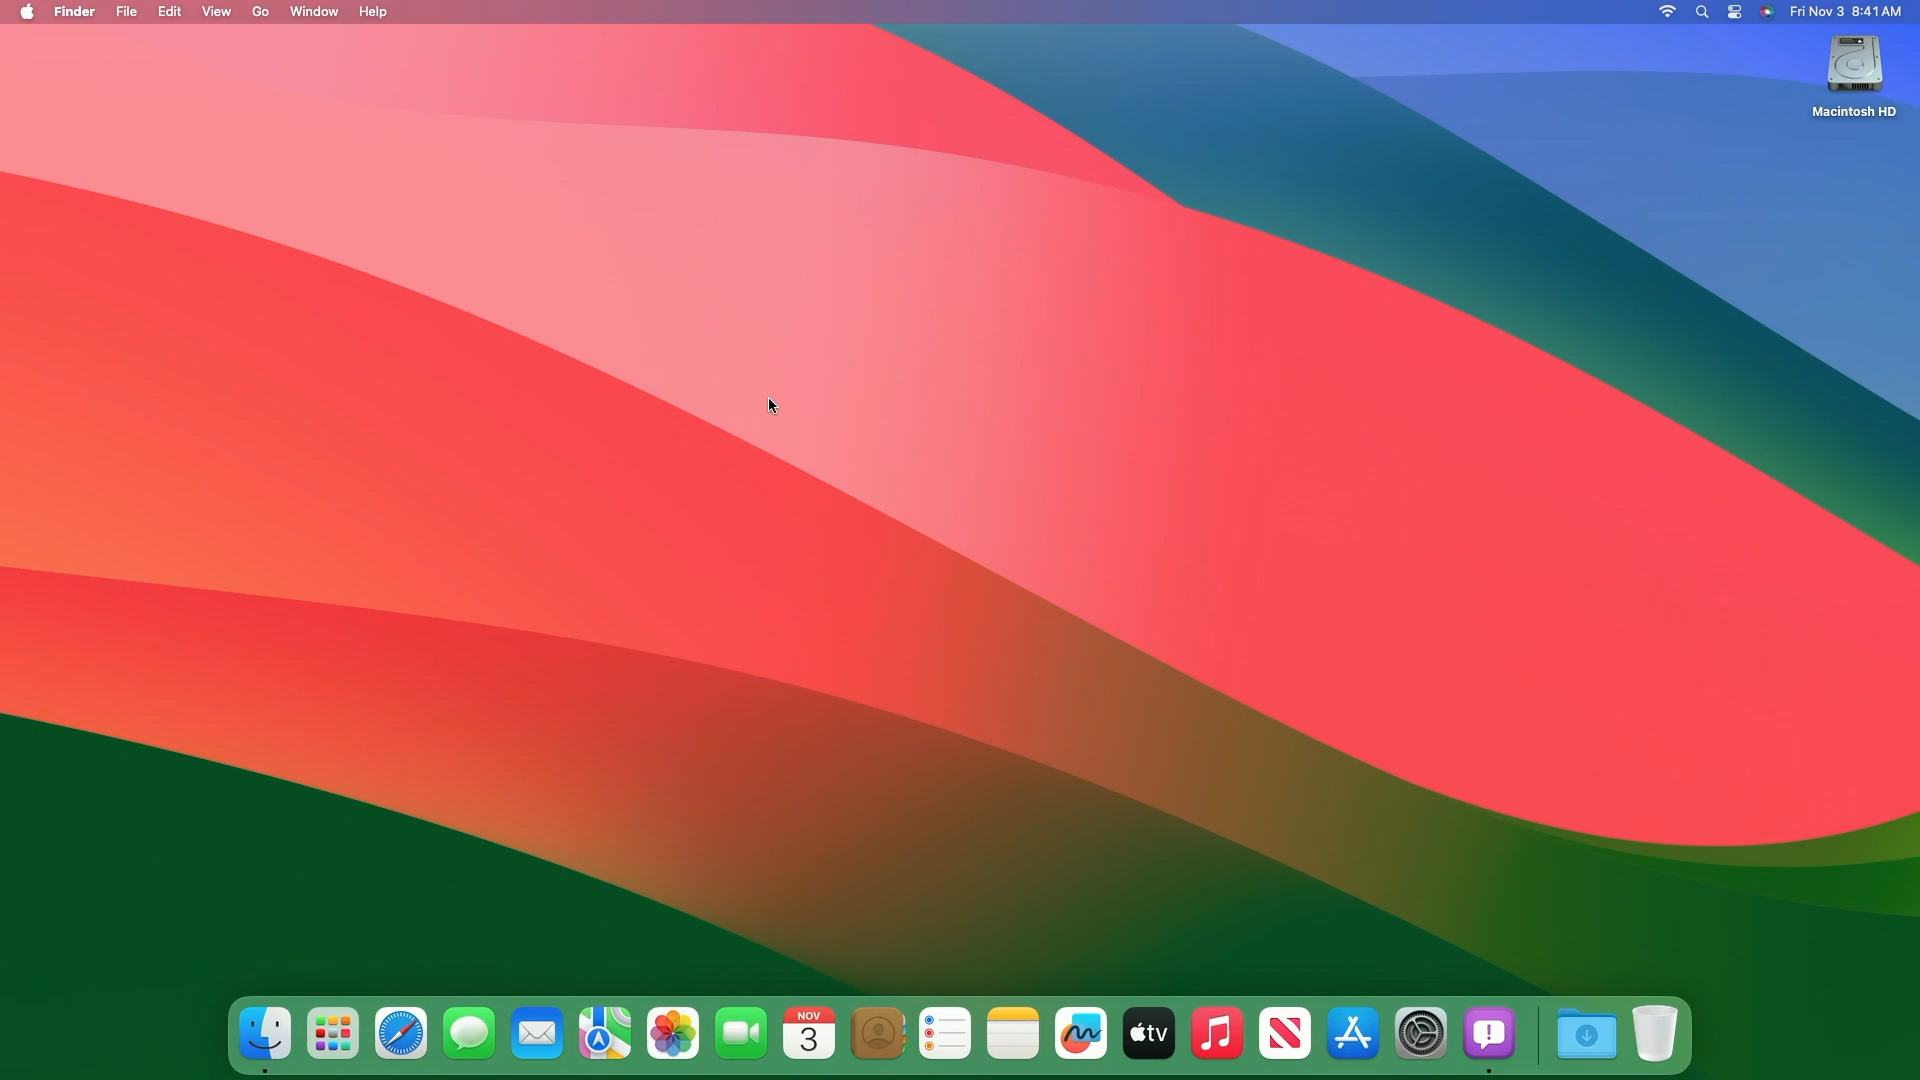 Finder File Edit View Go Window Help Fri Nov 3 8:41 AM
Macintosh HD
NOV
3
tv